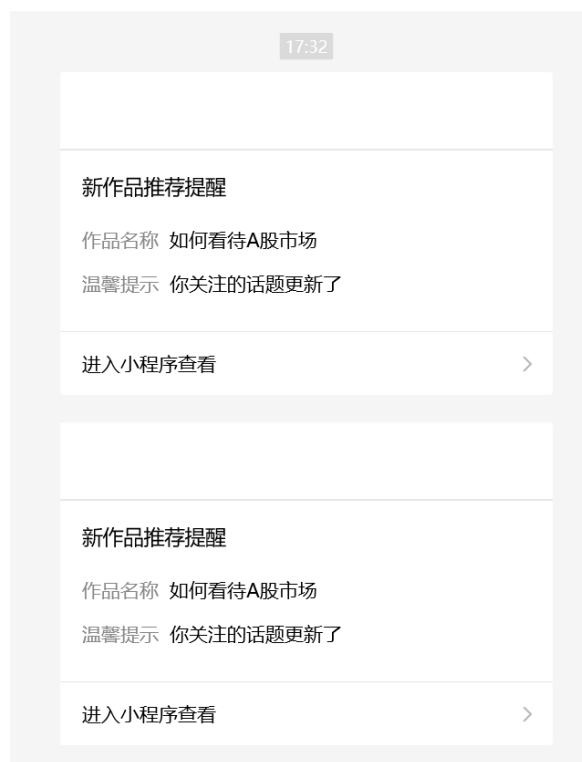 17:32
新作品推荐提醒
作品名称 如何看待A股市场
温馨提示 你关注的话题更新了
进入小程序查看
新作品推荐提醒
作品名称 如何看待A股市场
温馨提示 你关注的话题更新了
进入小程序查看